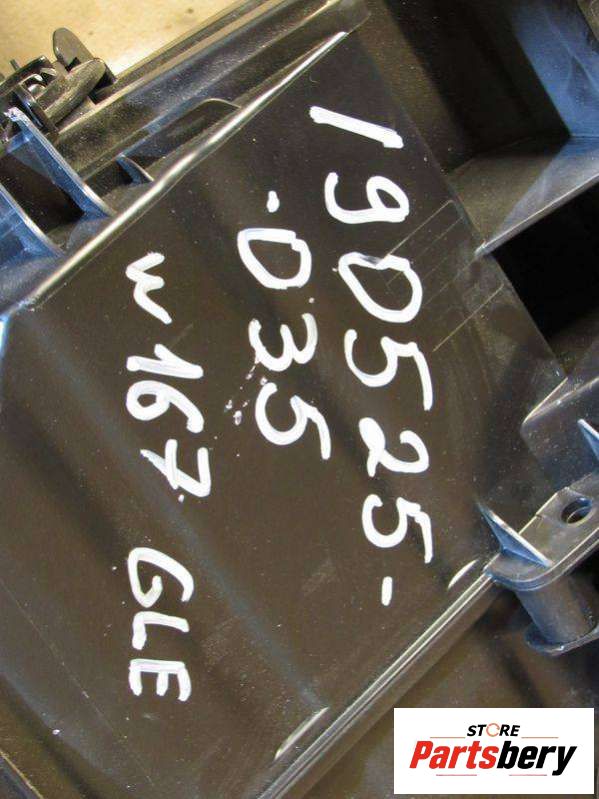 190525-
-035
w167 GLE
STORE
Partsbery